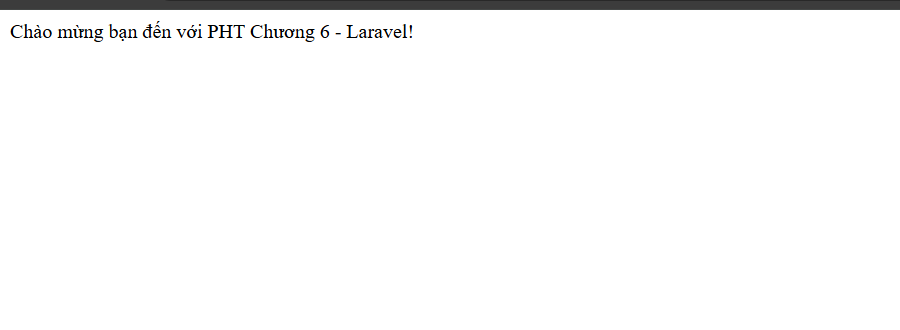 Chào mừng bạn đến với PHT Chương 6 - Laravel!